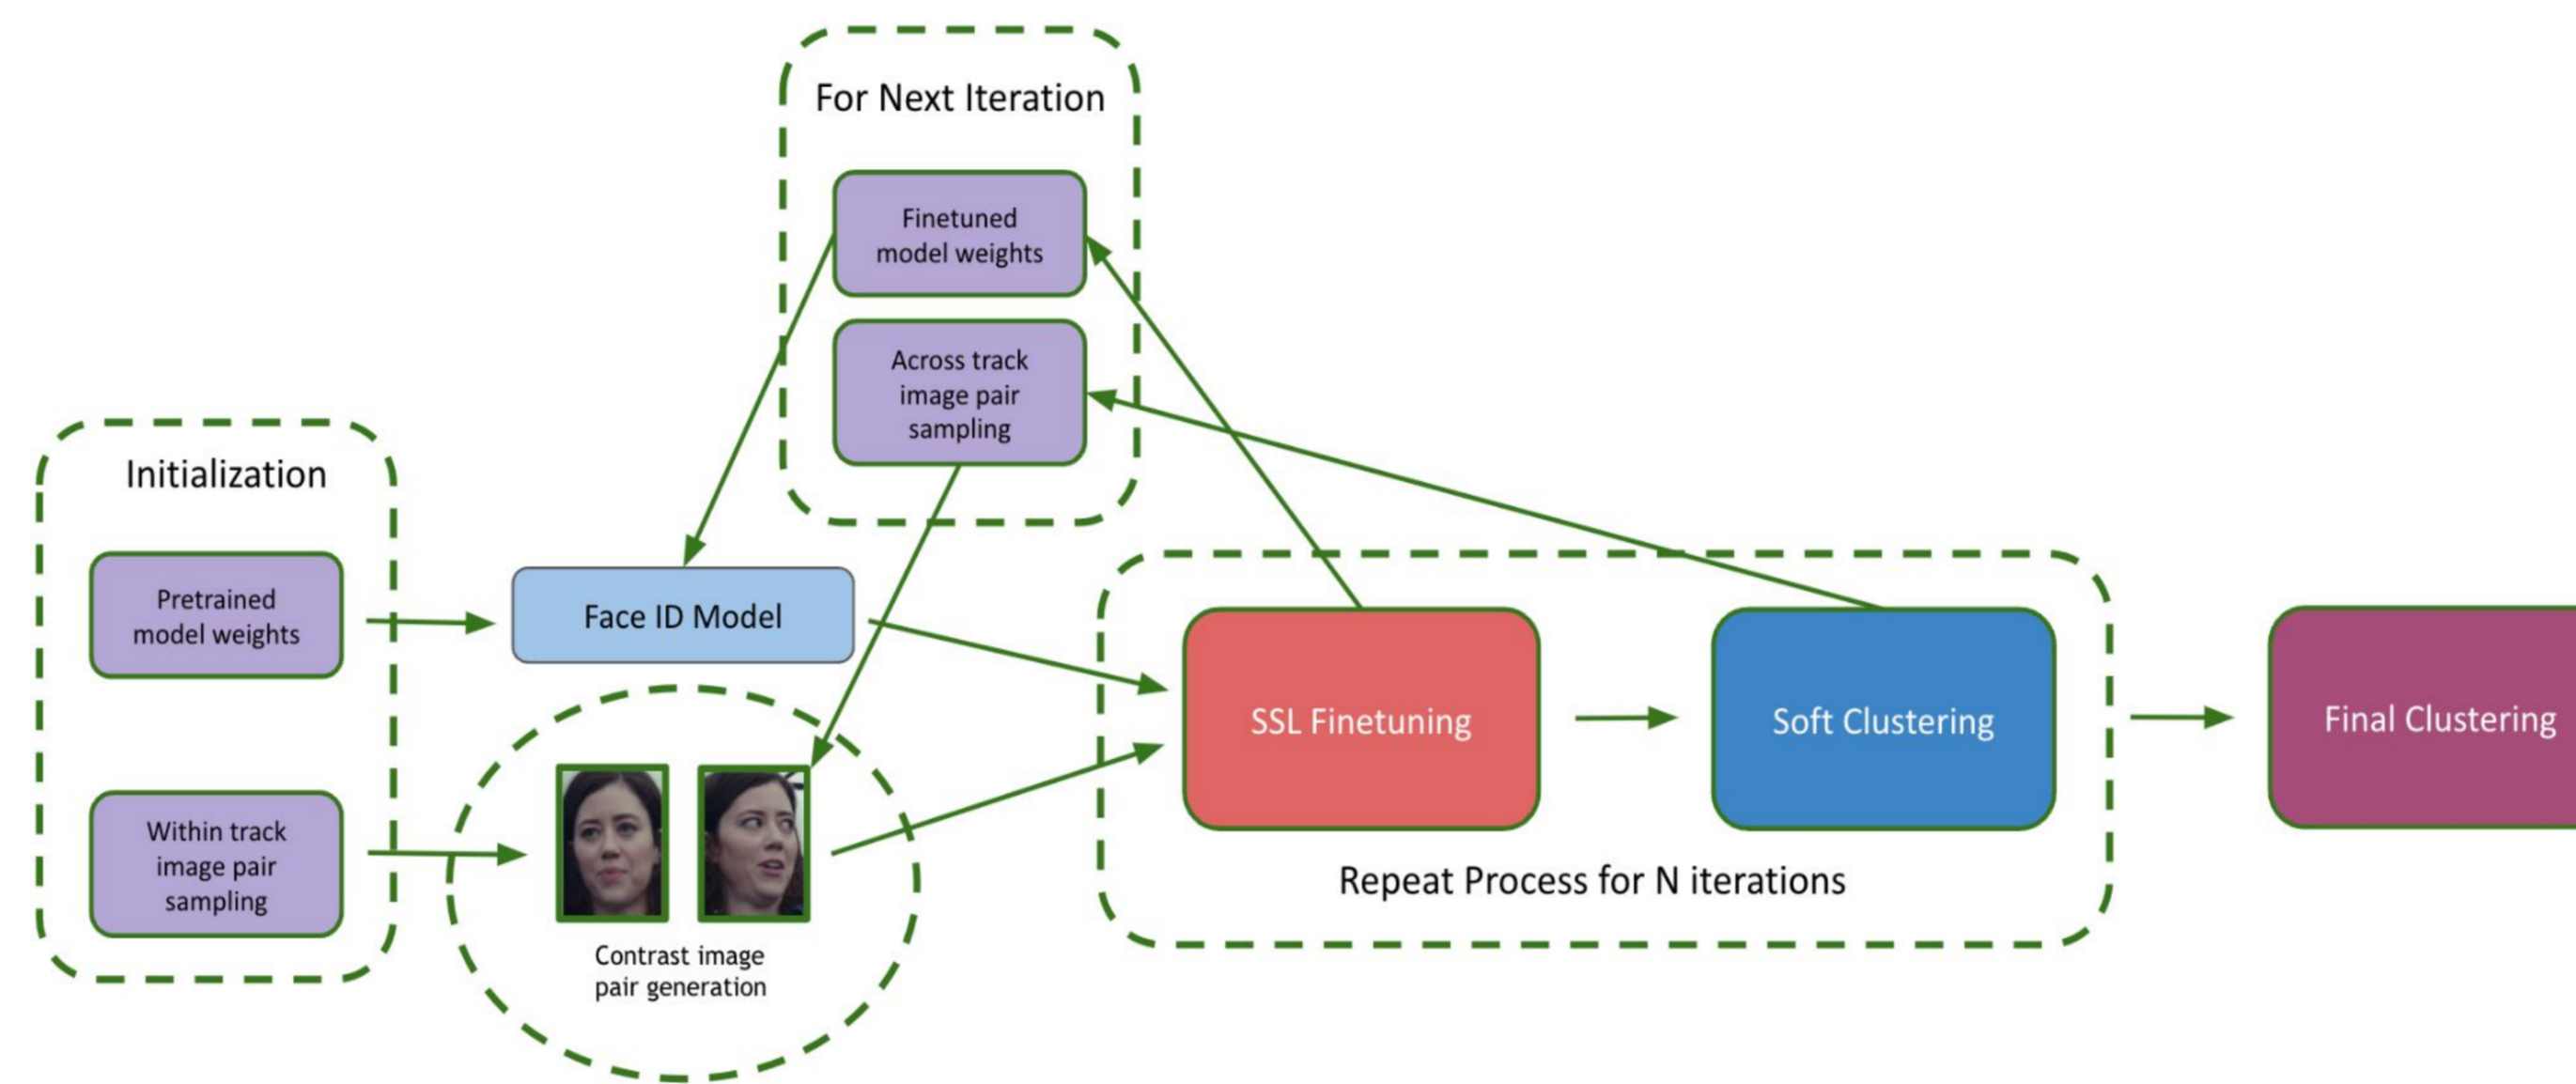 For Next Iteration
Finetuned
model weights
Across track
image pair
sampling
Initialization
Pretrained
model weights
Within track
image pair
sampling
Face ID Model
Contrast image
pair generation
SSL Finetuning
Soft Clustering
Repeat Process for N iterations
Final Clustering